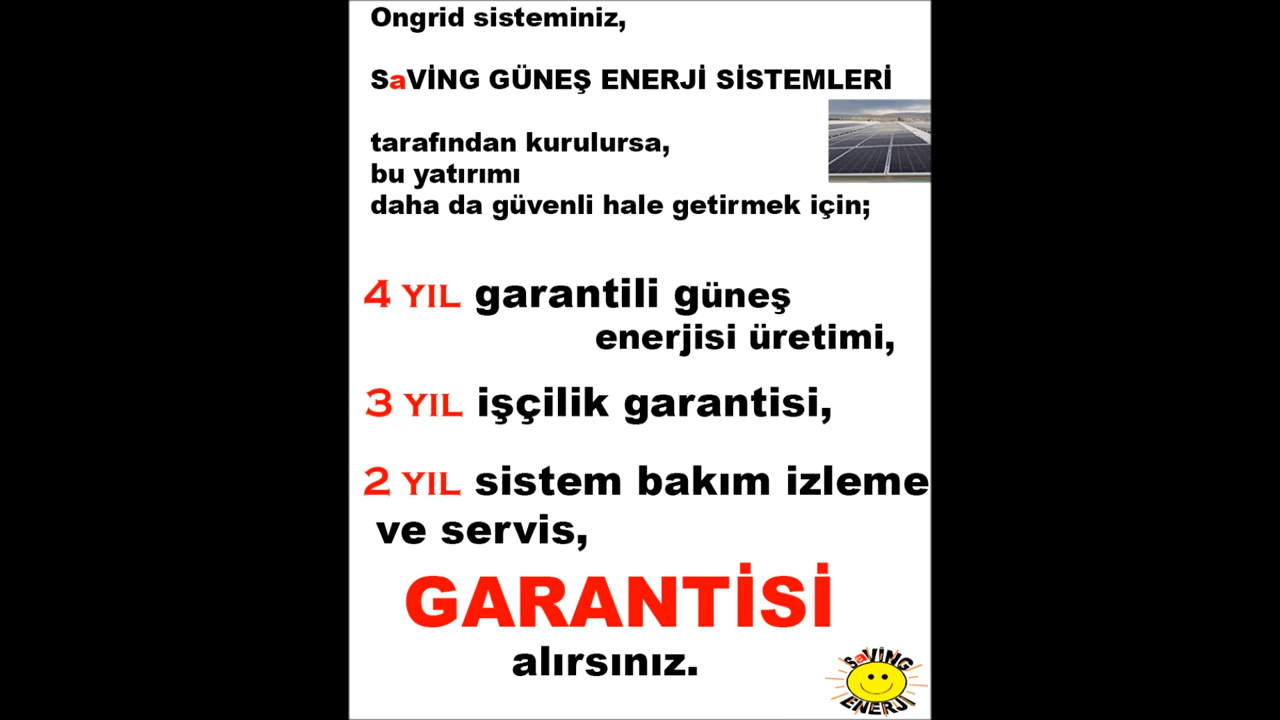 Ongrid sisteminiz,
SaVİNG GÜNEŞ ENERJİ SİSTEMLERİ
tarafından kurulursa,
bu yatırımı
daha da güvenli hale getirmek için;
4 YIL garantili güneş
enerjisi üretimi,
3 YIL işçilik garantisi,
2 YIL sistem bakım izleme
ve servis,
GARANTİSİ
alırsınız.
SaVİNG
ENERJİ